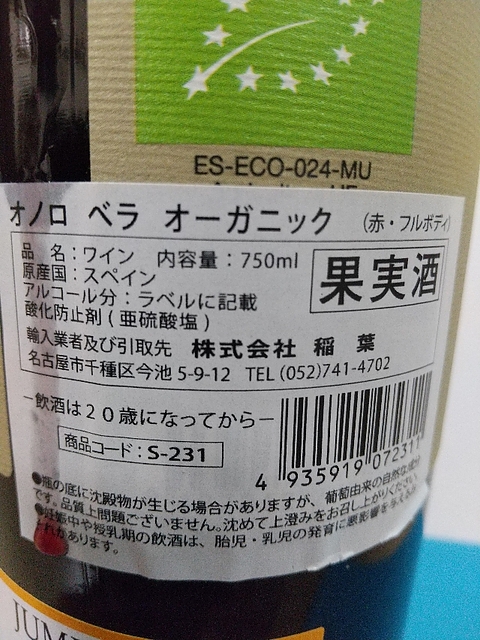 ES-ECO-024-MU
オノロ ベラ オーガニック (赤・フルボディ)
品 名:ワイン 内容量:750ml
原産国:スペイン
アルコール分:ラベルに記載
酸化防止剤(亜硫酸塩)
果実酒
輸入業者及び引取先 株式会社 稲 葉
名古屋市千種区今池 5-9-12 TEL (052)741-4702
―飲酒は20歳になってから―
商品コード:S-231
4 935919 072311
●瓶の底に沈殿物が生じる場合がありますが、葡萄由来の自然な成分
です。品質上問題ございません。沈めて上澄みをお召し上がりください。
●妊娠中や授乳期の飲酒は、胎児・乳児の発育に悪影響を与える
があります。